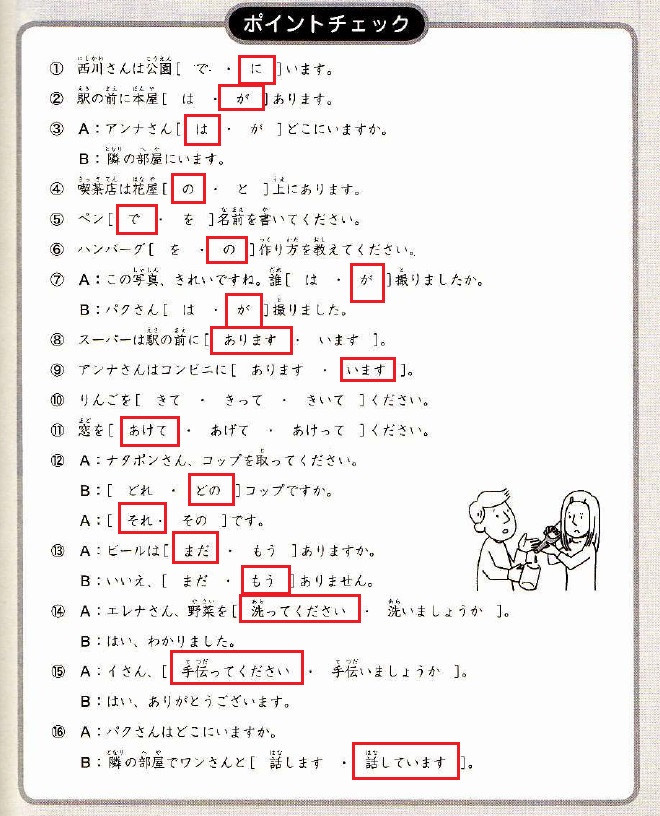 ポイントチェック
① 西川さんは公園[ で ・ に ]います。
② 駅の前に本屋[ は ・ が ]あります。
③ A：アンナさん[ は ・ が ]どこにいますか。
B：隣の部屋にいます。
④ 喫茶店は花屋[ の ・ と ]上にあります。
⑤ ペン[ で ・ を ]名前を書いてください。
⑥ ハンバーグ[ を ・ の ]作り方を教えてください。
⑦ A：この写真、きれいですね。誰[ は ・ が ]撮りましたか。
B：パクさん[ は ・ が ]撮りました。
⑧ スーパーは駅の前に[ あります ・ います ]。
⑨ アンナさんはコンビニに[ あります ・ います ]。
⑩ りんごを[ きて ・ きって ・ きいて ]ください。
⑪ 窓を[ あけて ・ あげて ・ あけって ]ください。
⑫ A：ナタポンさん、コップを取ってください。
B：[ どれ ・ どの ]コップですか。
A：[ それ ・ その ]です。
⑬ A：ビールは[ まだ ・ もう ]ありますか。
B：いいえ、[ まだ ・ もう ]ありません。
⑭ A：エレナさん、野菜を[ 洗ってください ・ 洗いましょうか ]。
B：はい、わかりました。
⑮ A：イさん、[ 手伝ってください ・ 手伝いましょうか ]。
B：はい、ありがとうございます。
⑯ A：パクさんはどこにいますか。
B：隣の部屋でワンさんと[ 話します ・ 話しています ]。